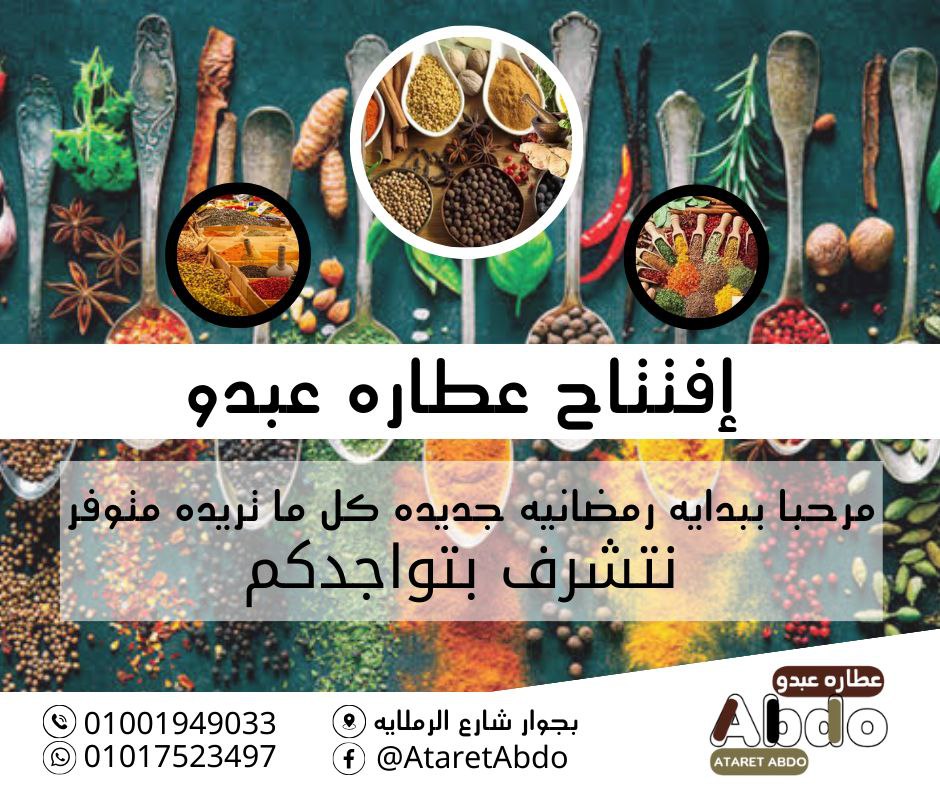 إفتتاح عطاره عبدو
مرحبا ببدايه رمضانيه جديده كل ما تريده متوفر
نتشرف بتواجدكم
01001949033
01017523497
بجوار شارع الرملايه
@AtaretAbdo
عطاره عبدو
Abdo
ATARET ABDO